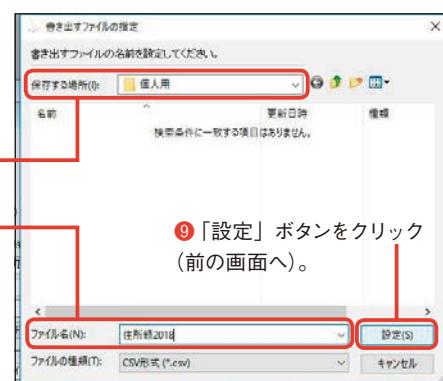 書き出すファイルの指定
書き出すファイルの名前を設定してください。
保存する場所(I):
個人用
名前
更新日時
種類
検索条件に一致する項目はありません。
❾「設定」ボタンをクリック
(前の画面へ)。
ファイル名(N):
住所録2018
設定(S)
ファイルの種類(T):
CSV形式 (*.csv)
キャンセル